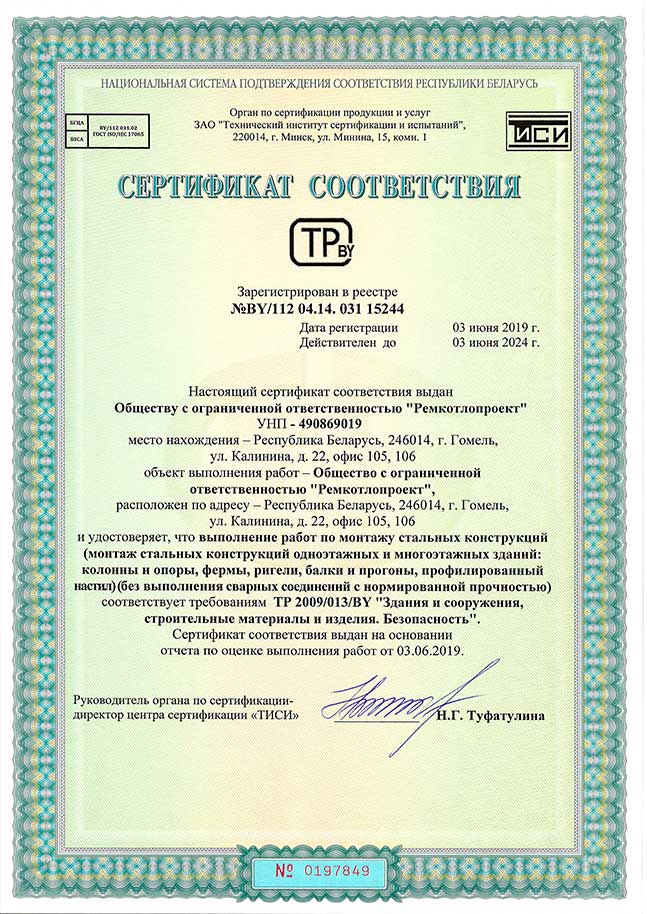 НАЦИОНАЛЬНАЯ СИСТЕМА ПОДТВЕРЖДЕНИЯ СООТВЕТСТВИЯ РЕСПУБЛИКИ БЕЛАРУСЬ
Орган по сертификации продукции и услуг
ЗАО "Технический институт сертификации и испытаний",
220014, г. Минск, ул. Минина, 15, комн. 1
БГЦА
BSCA
BY/112 031.02
ГОСТ ISO/IEC 17065
ТИСИ
СЕРТИФИКАТ СООТВЕТСТВИЯ
ТР BY
Зарегистрирован в реестре
№BY/112 04.14. 031 15244
Дата регистрации 03 июня 2019 г.
Действителен до 03 июня 2024 г.
Настоящий сертификат соответствия выдан
Обществу с ограниченной ответственностью "Ремкотлопроект"
УНП - 490869019
место нахождения – Республика Беларусь, 246014, г. Гомель,
ул. Калинина, д. 22, офис 105, 106
объект выполнения работ – Общество с ограниченной
ответственностью "Ремкотлопроект",
расположен по адресу – Республика Беларусь, 246014, г. Гомель,
ул. Калинина, д. 22, офис 105, 106
и удостоверяет, что выполнение работ по монтажу стальных конструкций
(монтаж стальных конструкций одноэтажных и многоэтажных зданий:
колонны и опоры, фермы, ригели, балки и прогоны, профилированный
настил)(без выполнения сварных соединений с нормированной прочностью)
соответствует требованиям ТР 2009/013/BY "Здания и сооружения,
строительные материалы и изделия. Безопасность".
Сертификат соответствия выдан на основании
отчета по оценке выполнения работ от 03.06.2019.
Руководитель органа по сертификации-
директор центра сертификации «ТИСИ» Н.Г. Туфатулина
№ 0197849